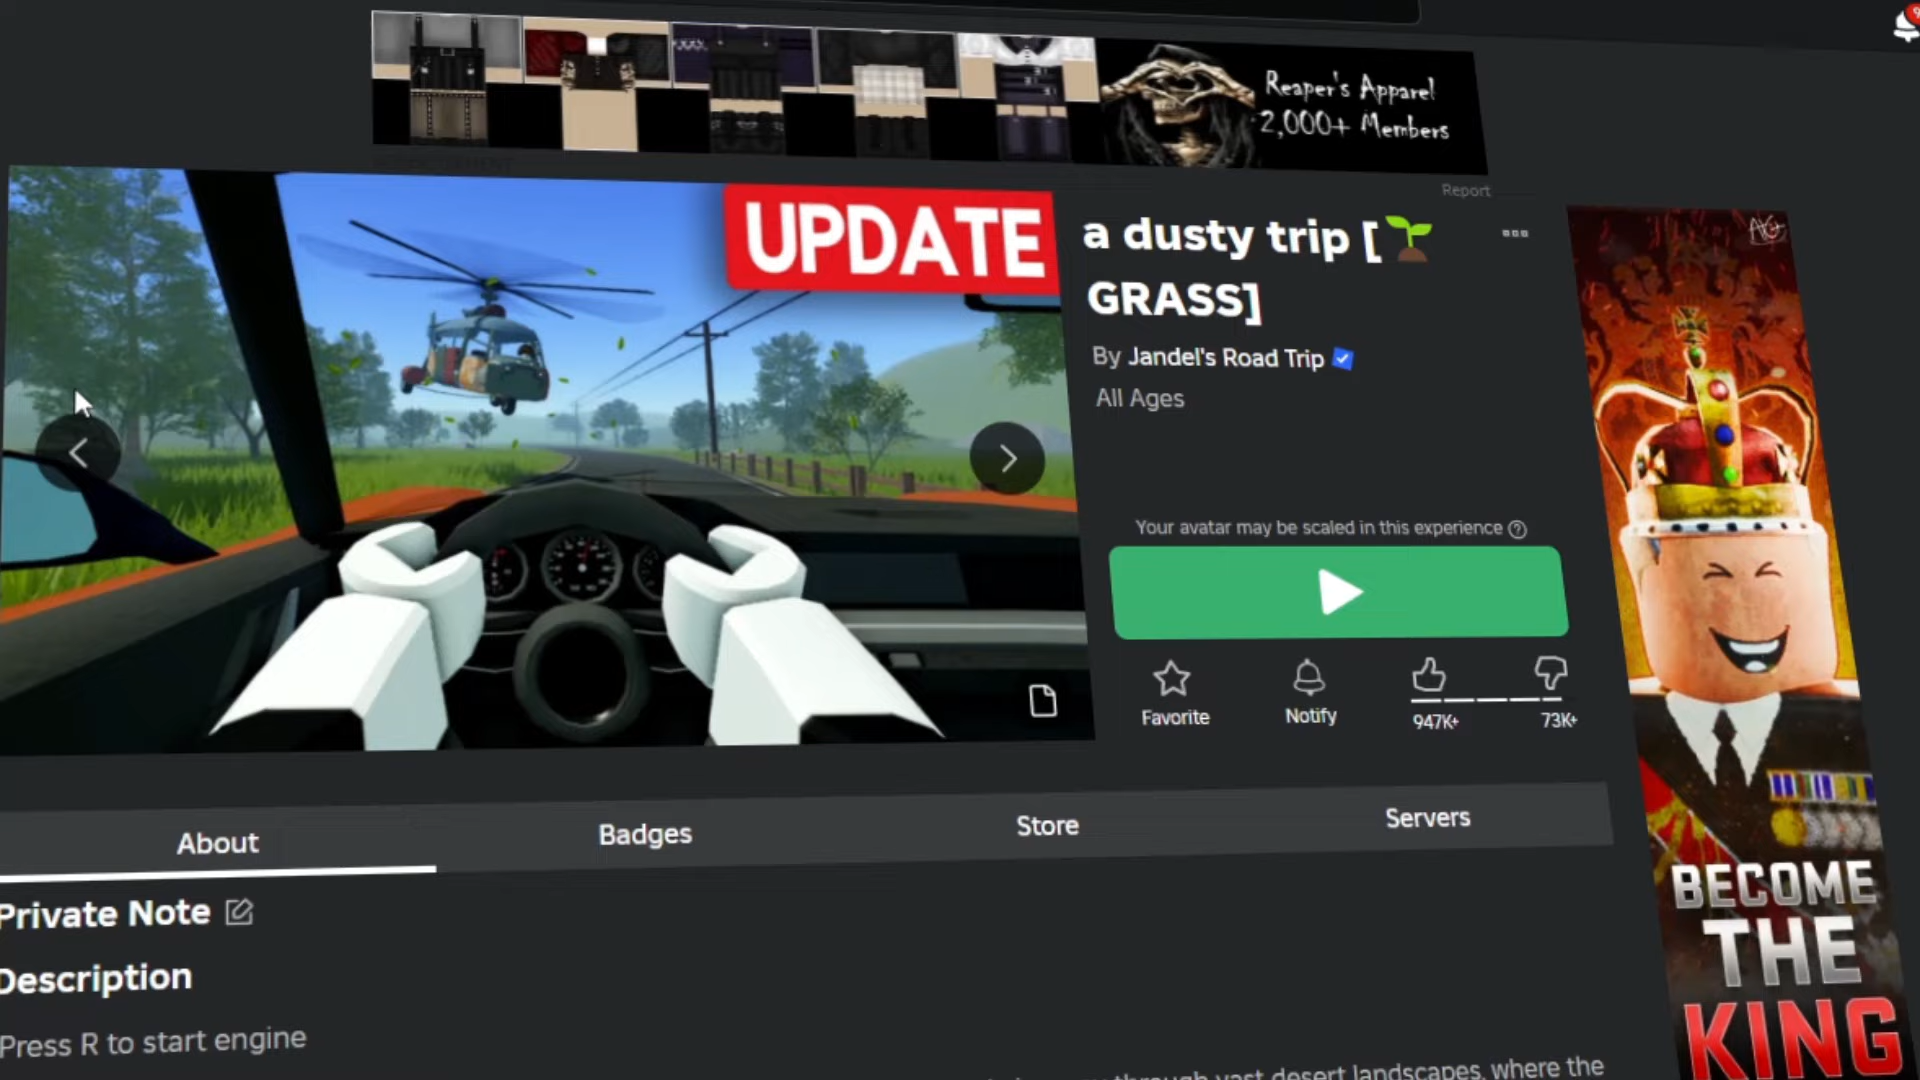 9
Reaper's Apparel
2,000+ Members
Report
UPDATE
a dusty trip [🌱
GRASS]
By Jandel's Road Trip
All Ages
Your avatar may be scaled in this experience
Favorite
Notify
947K+
73K+
About
Badges
Store
Servers
Private Note
Description
Press R to start engine
through vast desert landscapes, where the
BECOME
THE
KING